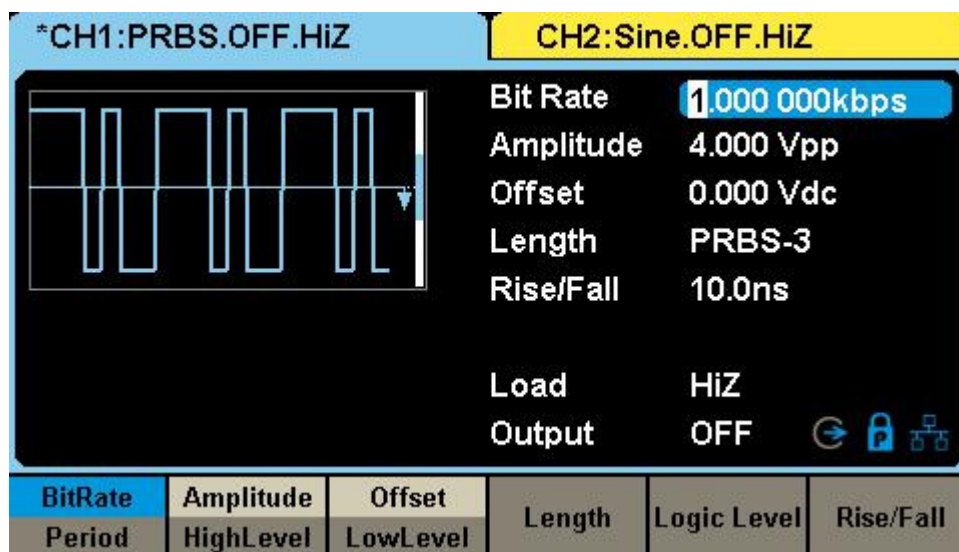 *CH1:PRBS.OFF.HiZ CH2:Sine.OFF.HiZ
Bit Rate 1.000 000kbps
Amplitude 4.000 Vpp
Offset 0.000 Vdc
Length PRBS-3
Rise/Fall 10.0ns
Load HiZ
Output OFF P
BitRate Amplitude Offset Length Logic Level Rise/Fall
Period HighLevel LowLevel